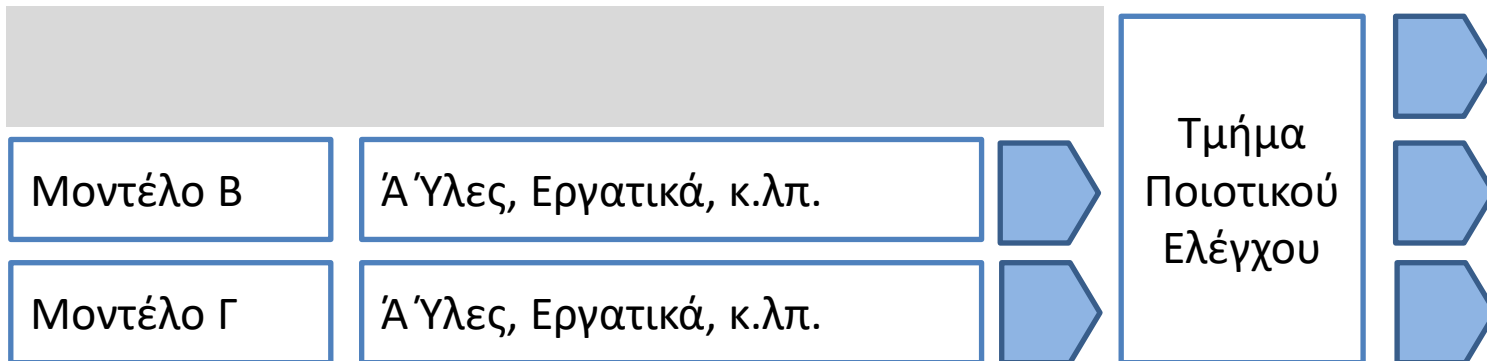 Μοντέλο Β
Ά Ύλες, Εργατικά, κ.λπ.
Μοντέλο Γ
Ά Ύλες, Εργατικά, κ.λπ.
Τμήμα
Ποιοτικού
Ελέγχου